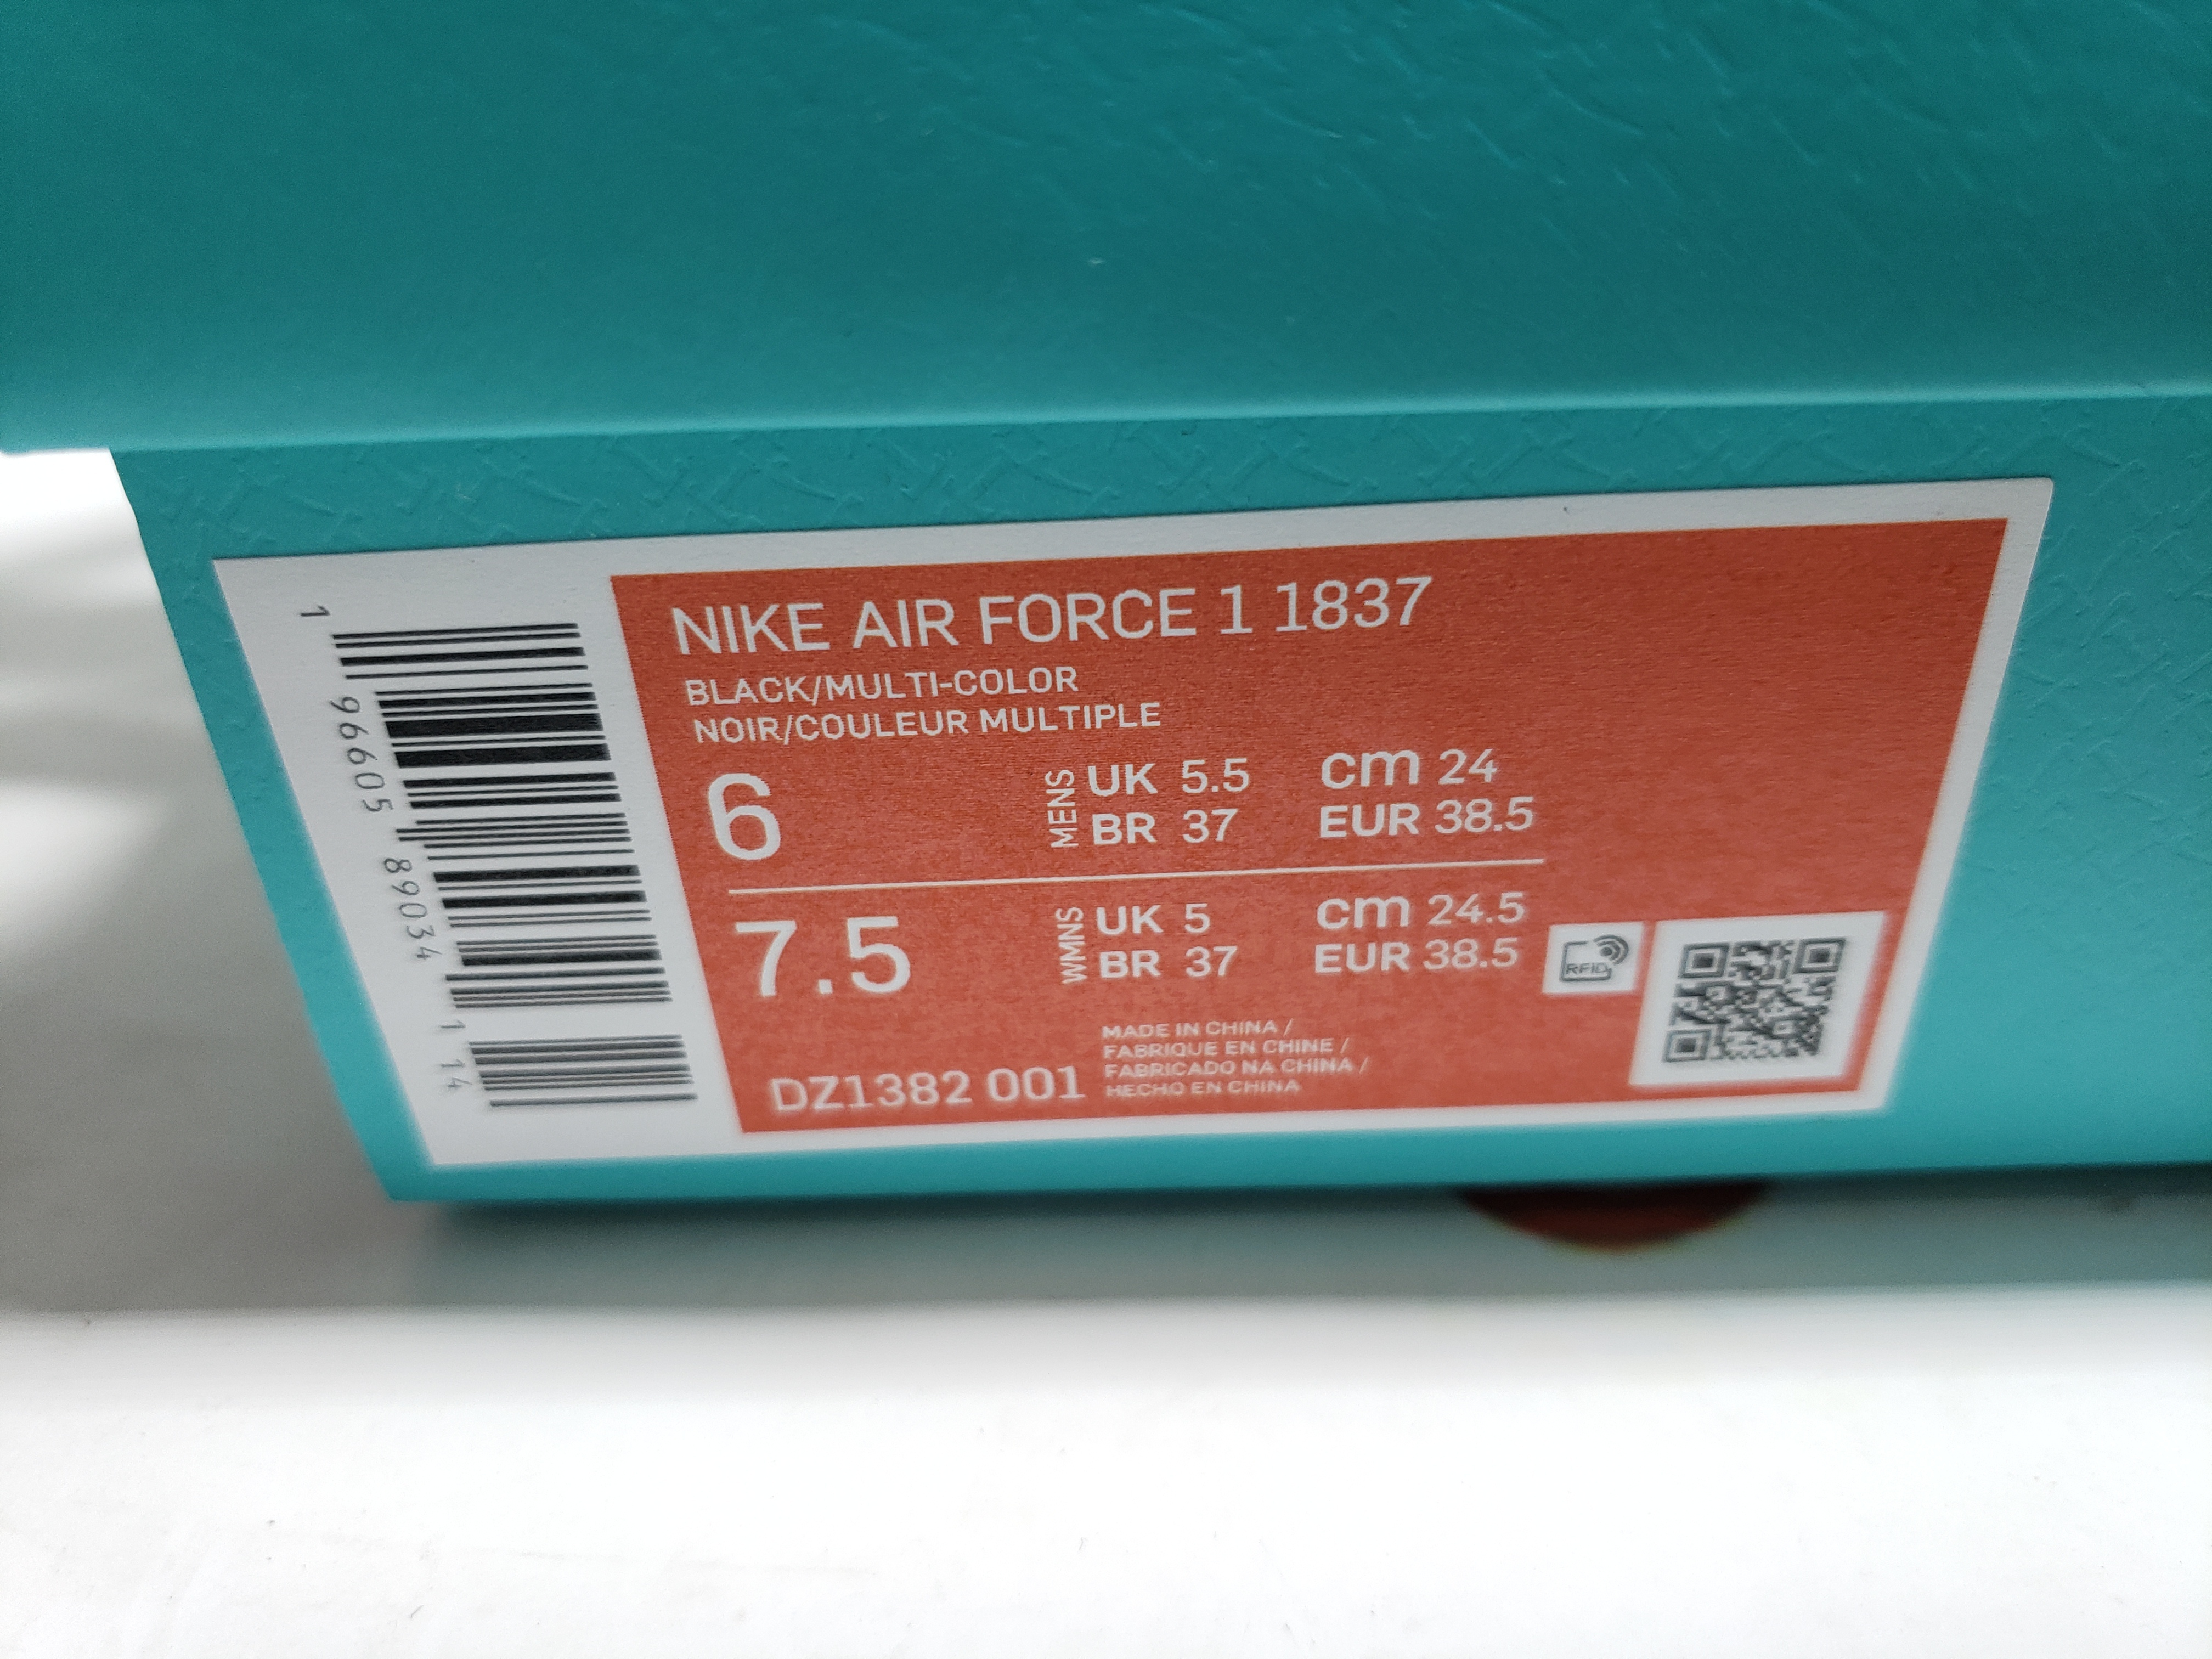 NIKE AIR FORCE 1 1837
BLACK/MULTI-COLOR
NOIR/COULEUR MULTIPLE
6
MENS
UK 5.5 cm 24
BR 37 EUR 38.5
7.5
WMNS
UK 5 cm 24.5
BR 37 EUR 38.5
RFID
DZ1382 001
MADE IN CHINA /
FABRIQUE EN CHINE /
FABRICADO NA CHINA /
HECHO EN CHINA
1 96605 89034 1 14